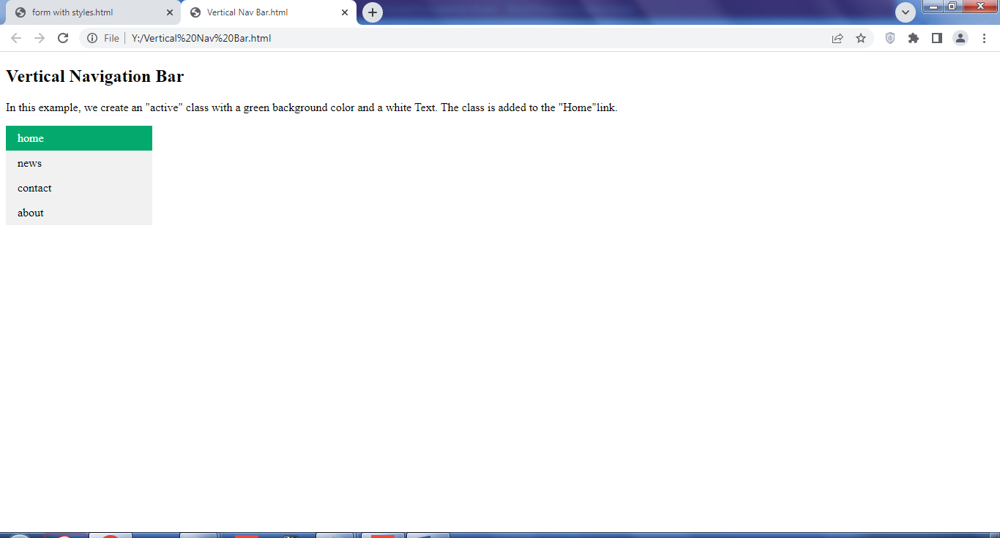 form with styles.html
Vertical Nav Bar.html
File
Y:/Vertical%20Nav%20Bar.html
Vertical Navigation Bar
In this example, we create an "active" class with a green background color and a white Text. The class is added to the "Home"link.
home
news
contact
about